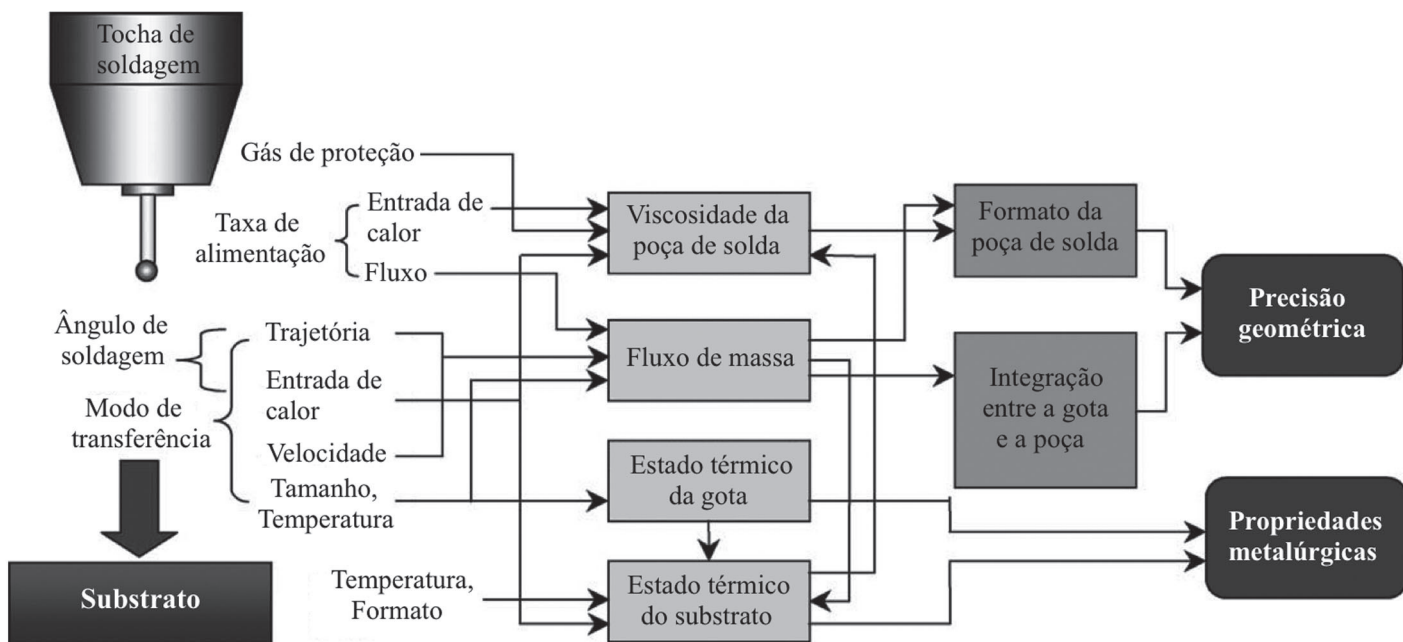 Tocha de
soldagem
Gás de proteção
Taxa de
alimentação
Entrada de
calor
Fluxo
Ângulo de
soldagem
Modo de
transferência
Trajetória
Entrada de
calor
Velocidade
Tamanho,
Temperatura
Substrato
Temperatura,
Formato
Viscosidade da
poça de solda
Fluxo de massa
Estado térmico
da gota
Estado térmico
do substrato
Formato da
poça de solda
Integração
entre a gota
e a poça
Precisão
geométrica
Propriedades
metalúrgicas